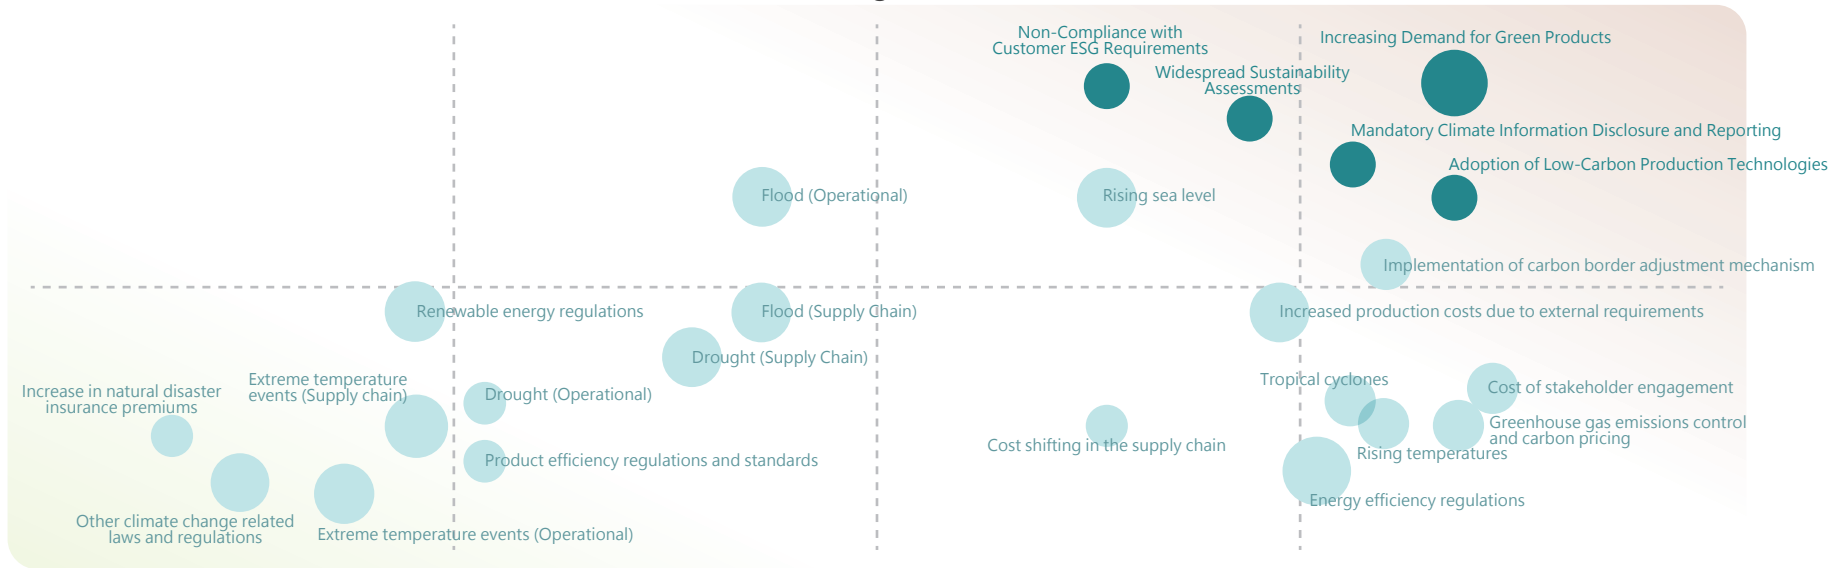 Non-Compliance with
Customer ESG Requirements
Increasing Demand for Green Products
Widespread Sustainability
Assessments
Mandatory Climate Information Disclosure and Reporting
Adoption of Low-Carbon Production Technologies
Flood (Operational)
Rising sea level
Implementation of carbon border adjustment mechanism
Renewable energy regulations
Flood (Supply Chain)
Increased production costs due to external requirements
Drought (Supply Chain)
Increase in natural disaster
insurance premiums
Extreme temperature
events (Supply chain)
Drought (Operational)
Tropical cyclones
Cost of stakeholder engagement
Greenhouse gas emissions control
and carbon pricing
Cost shifting in the supply chain
Rising temperatures
Product efficiency regulations and standards
Energy efficiency regulations
Other climate change related
laws and regulations
Extreme temperature events (Operational)